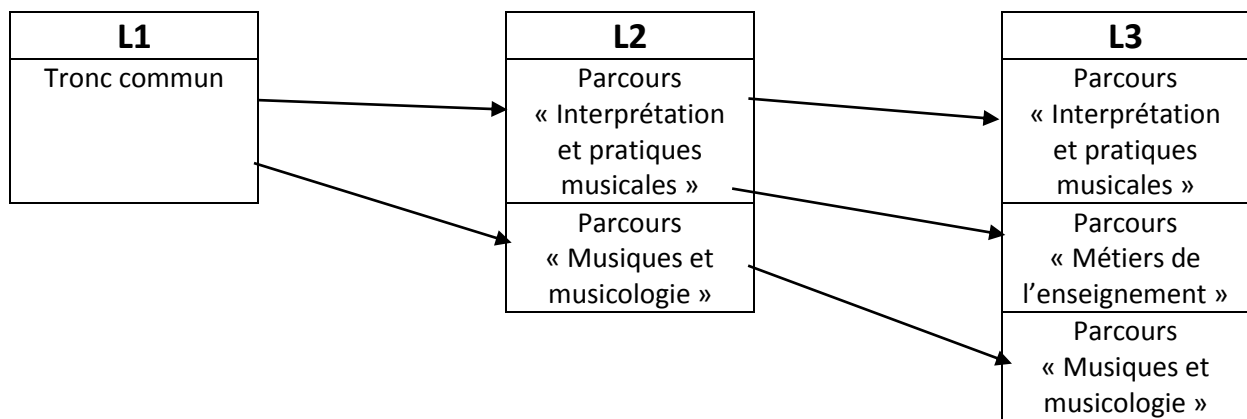 L1
Tronc commun
L2
Parcours
« Interprétation
et pratiques
musicales »
Parcours
« Musiques et
musicologie »
L3
Parcours
« Interprétation
et pratiques
musicales »
Parcours
« Métiers de
l’enseignement »
Parcours
« Musiques et
musicologie »